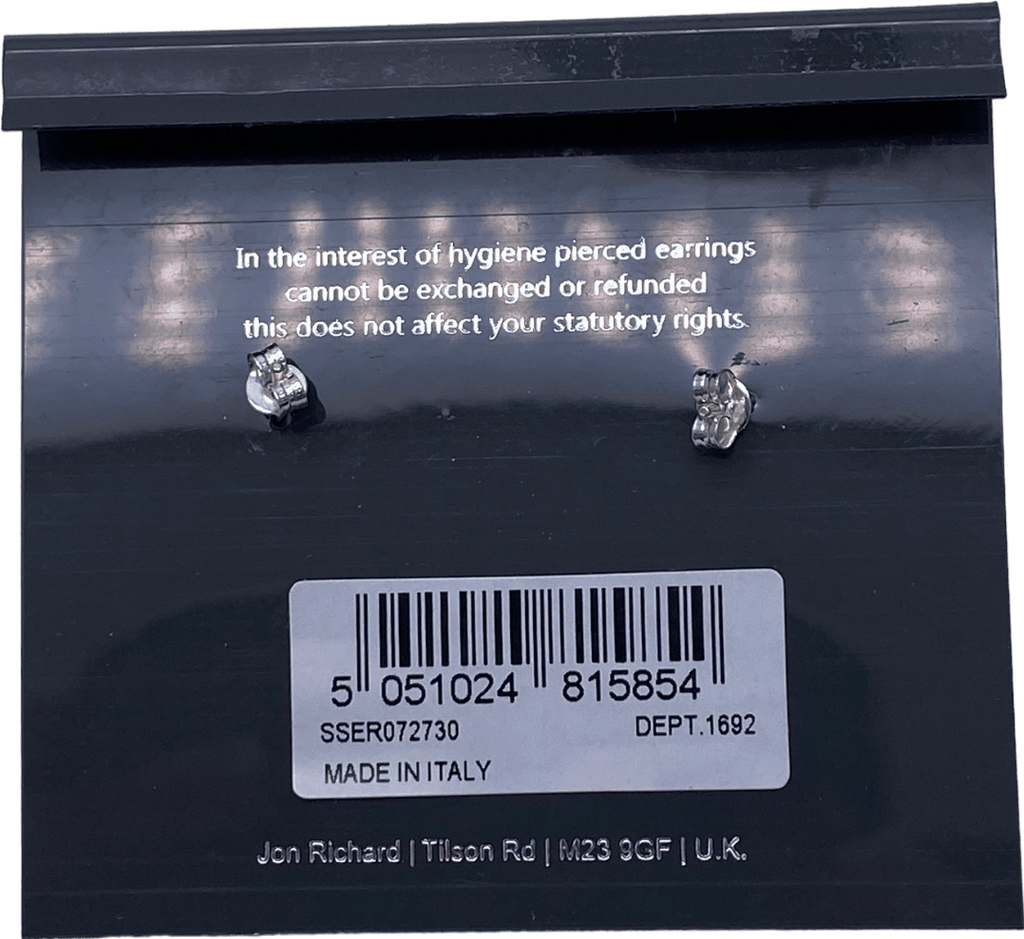 In the interest of hygiene pierced earrings
cannot be exchanged or refunded
this does not affect your statutory rights.
5 051024 815854
SSER072730 DEPT.1692
MADE IN ITALY
Jon Richard | Tilson Rd | M23 9GF | U.K.